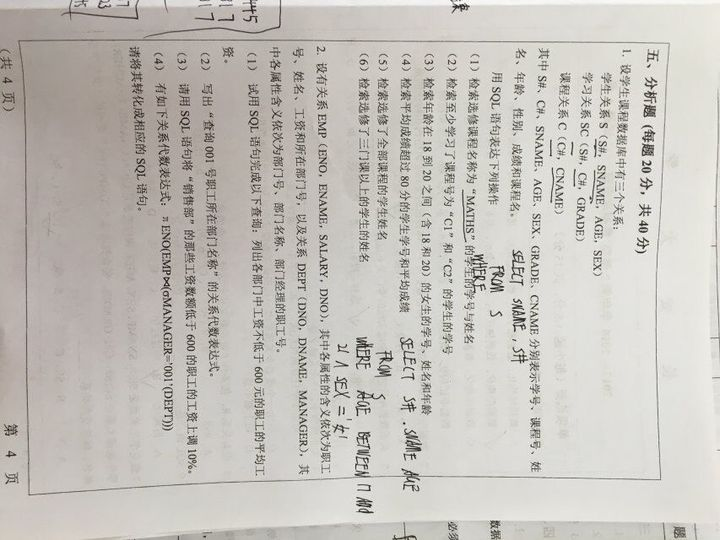 五、分析题（每题 20 分，共 40 分）
1. 设学生课程数据库中有三个关系：
学生关系 S（S#, SNAME, AGE, SEX）
学习关系 SC（S#, C#, GRADE）
课程关系 C（C#, CNAME）
其中 S#、C#、SNAME、AGE、SEX、GRADE、CNAME 分别表示学号、课程号、姓
名、年龄、性别、成绩和课程名。
用 SQL 语句表达下列操作
（1）检索选修课程名称为“MATHS”的学生的学号与姓名
SELECT SNAME, S#
FROM S
WHERE
（2）检索至少学习了课程号为“C1”和“C2”的学生的学号
（3）检索年龄在 18 到 20 之间（含 18 和 20）的女生的学号、姓名和年龄
SELECT S#, SNAME AGE
FROM S
WHERE AGE BETWEEN 17 AND
21 ∧ SEX = '女'
（4）检索平均成绩超过 80 分的学生学号和平均成绩
（5）检索选修了全部课程的学生姓名
（6）检索选修了三门课以上的学生的姓名
2. 设有关系 EMP（ENO, ENAME, SALARY, DNO），其中各属性的含义依次为职工
号、姓名、工资和所在部门号，以及关系 DEPT（DNO, DNAME, MANAGER），其
中各属性含义依次为部门号、部门名称、部门经理的职工号。
（1）试用 SQL 语句完成以下查询：列出各部门中工资不低于 600 元的职工的平均工
资。
（2）写出“查询 001 号职工所在部门名称”的关系代数表达式。
（3）请用 SQL 语句将“销售部”的那些工资数额低于 600 的职工的工资上调 10%。
（4）有如下关系代数表达式：π ENO(EMP⋈(σMANAGER='001'(DEPT)))
请将其转化成相应的 SQL 语句。
（共 4 页）
第 4 页